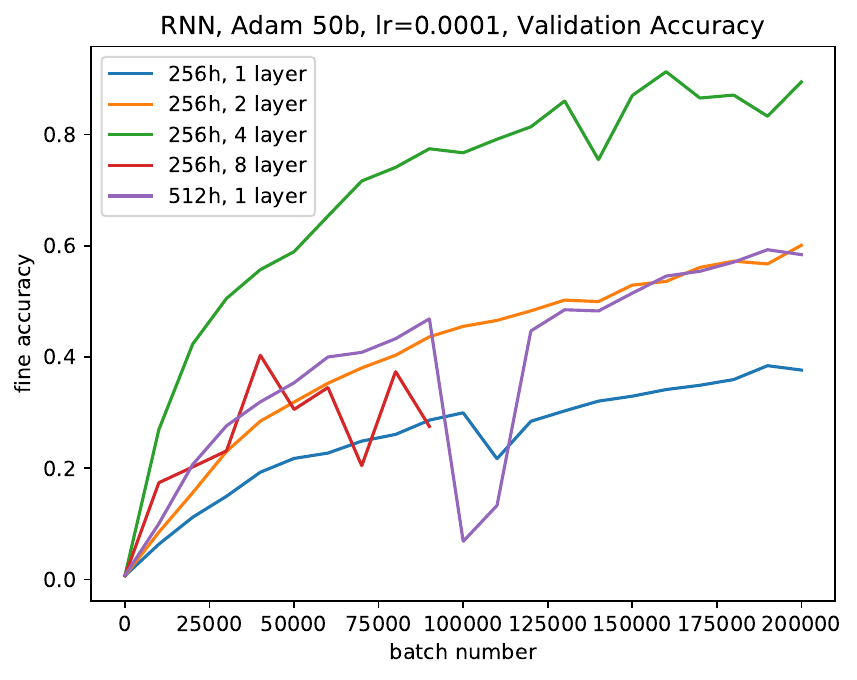 RNN, Adam 50b, lr=0.0001, Validation Accuracy
256h, 1 layer
256h, 2 layer
256h, 4 layer
256h, 8 layer
512h, 1 layer
fine accuracy
0.8
0.6
0.4
0.2
0.0
0 25000 50000 75000 100000 125000 150000 175000 200000
batch number